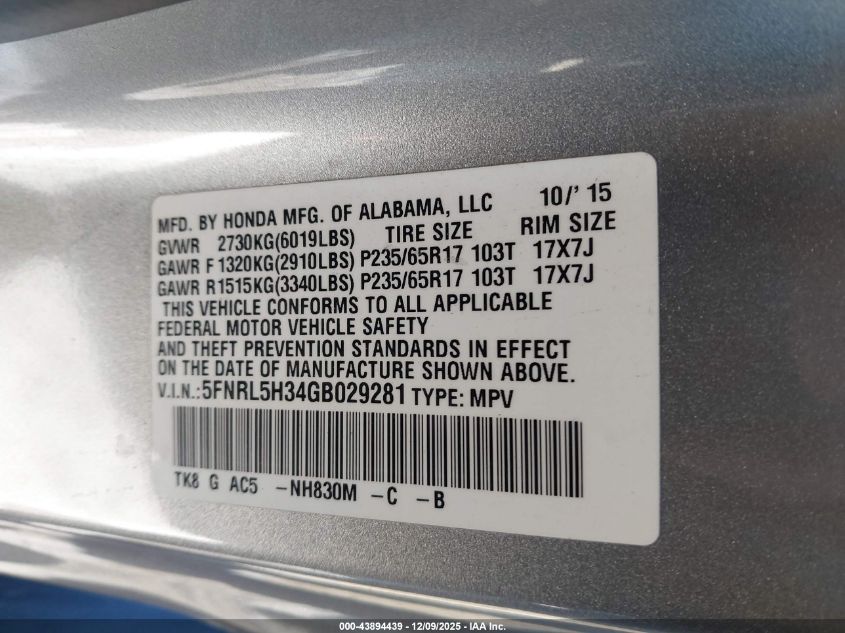 MFD. BY HONDA MFG. OF ALABAMA, LLC 10/' 15
GVWR 2730KG(6019LBS) TIRE SIZE RIM SIZE
GAWR F1320KG(2910LBS) P235/65R17 103T 17X7J
GAWR R1515KG(3340LBS) P235/65R17 103T 17X7J
THIS VEHICLE CONFORMS TO ALL APPLICABLE
FEDERAL MOTOR VEHICLE SAFETY
AND THEFT PREVENTION STANDARDS IN EFFECT
ON THE DATE OF MANUFACTURE SHOWN ABOVE.
V.I.N.:5FNRL5H34GB029281 TYPE: MPV
TK8 G AC5 -NH830M -C -B
000-43894439 - 12/09/2025 - IAA Inc.